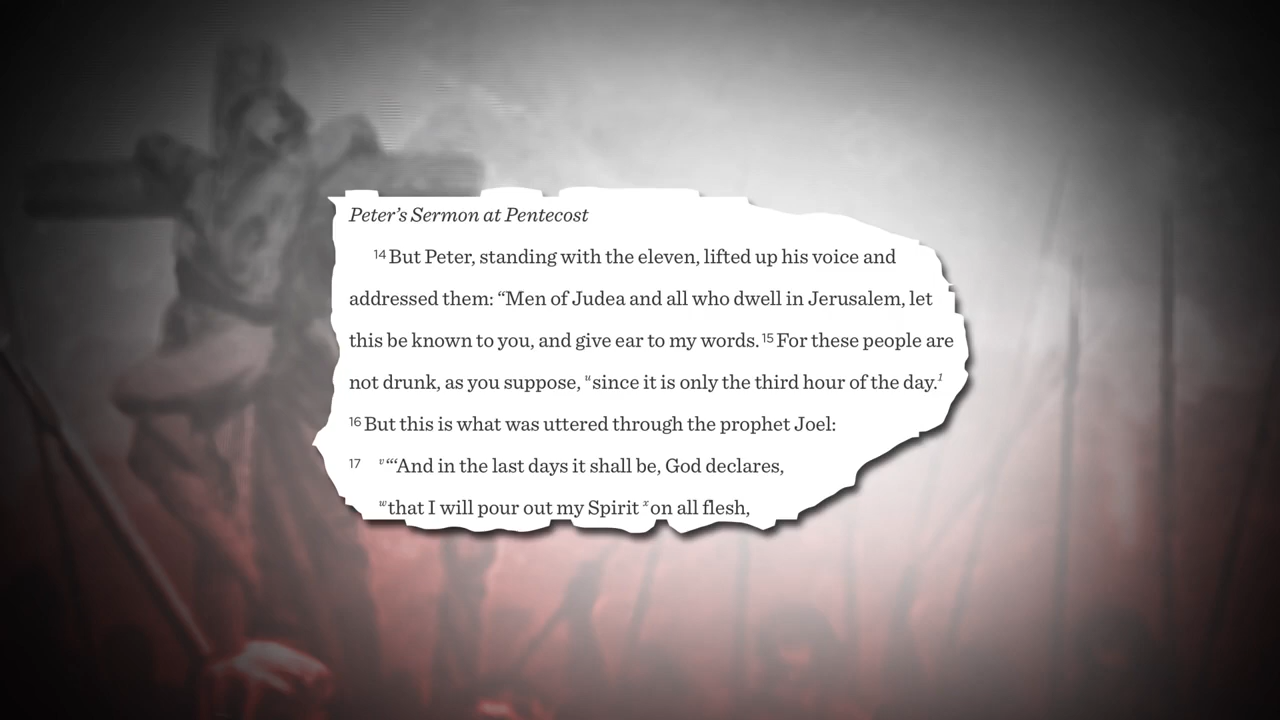 Peter’s Sermon at Pentecost
14 But Peter, standing with the eleven, lifted up his voice and
addressed them: “Men of Judea and all who dwell in Jerusalem, let
this be known to you, and give ear to my words. 15 For these people are
not drunk, as you suppose, u since it is only the third hour of the day.1
16 But this is what was uttered through the prophet Joel:
17 v “‘And in the last days it shall be, God declares,
w that I will pour out my Spirit x on all flesh,